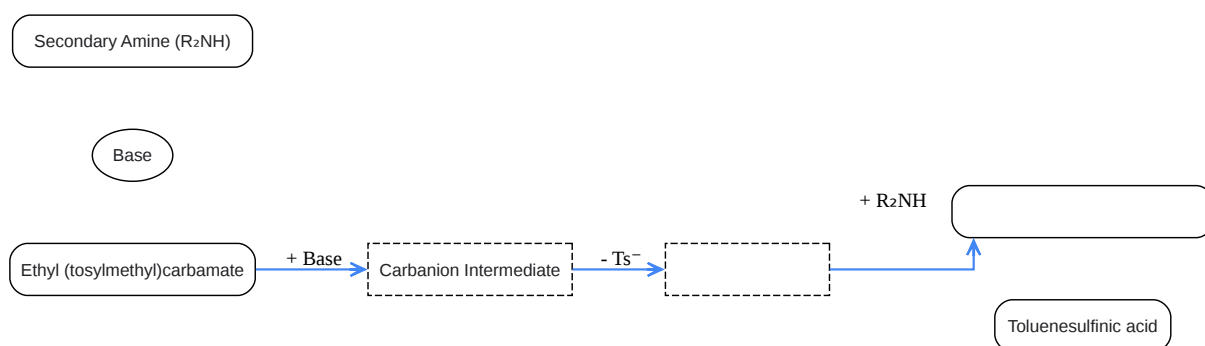 Secondary Amine (R₂NH)
Base
+ R₂NH
Ethyl (tosylmethyl)carbamate
+ Base
Carbanion Intermediate
- Ts⁻
Toluenesulfinic acid